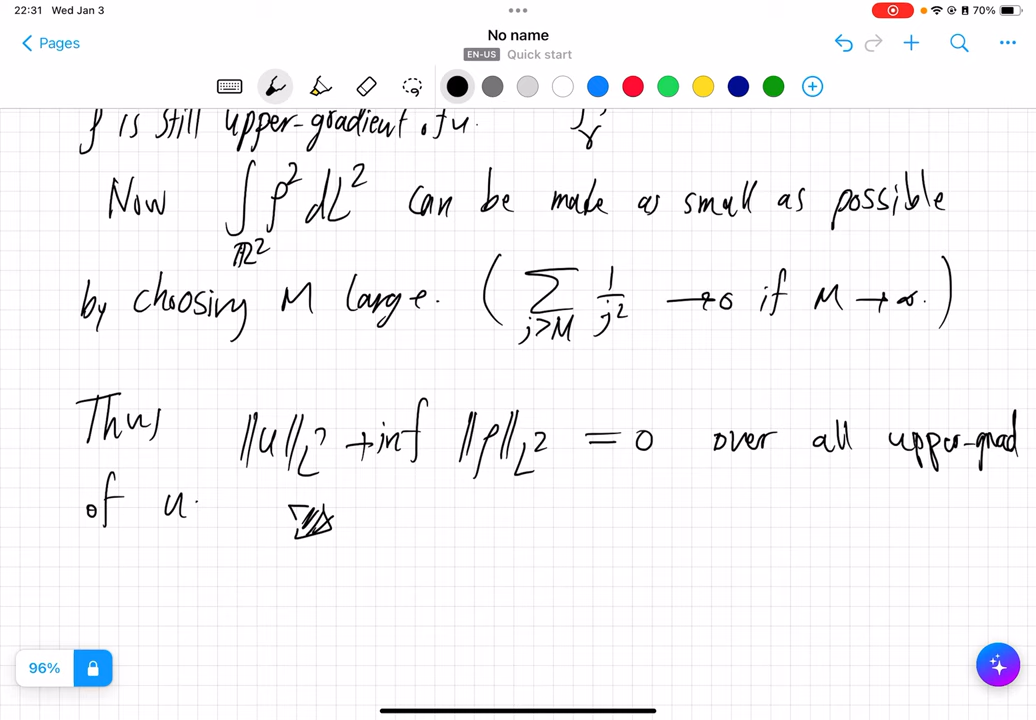 22:31 Wed Jan 3
70%
Pages
No name
EN-US Quick start
ρ is still upper-gradient of u. ∫γ
Now ∫ℝ² ρ² dL² can be made as small as possible
by choosing M large. ( ∑j>M 1/j² → 0 if M → ∞. )
Thus ‖u‖L² + inf ‖ρ‖L² = 0 over all upper-grad
of u.
96%